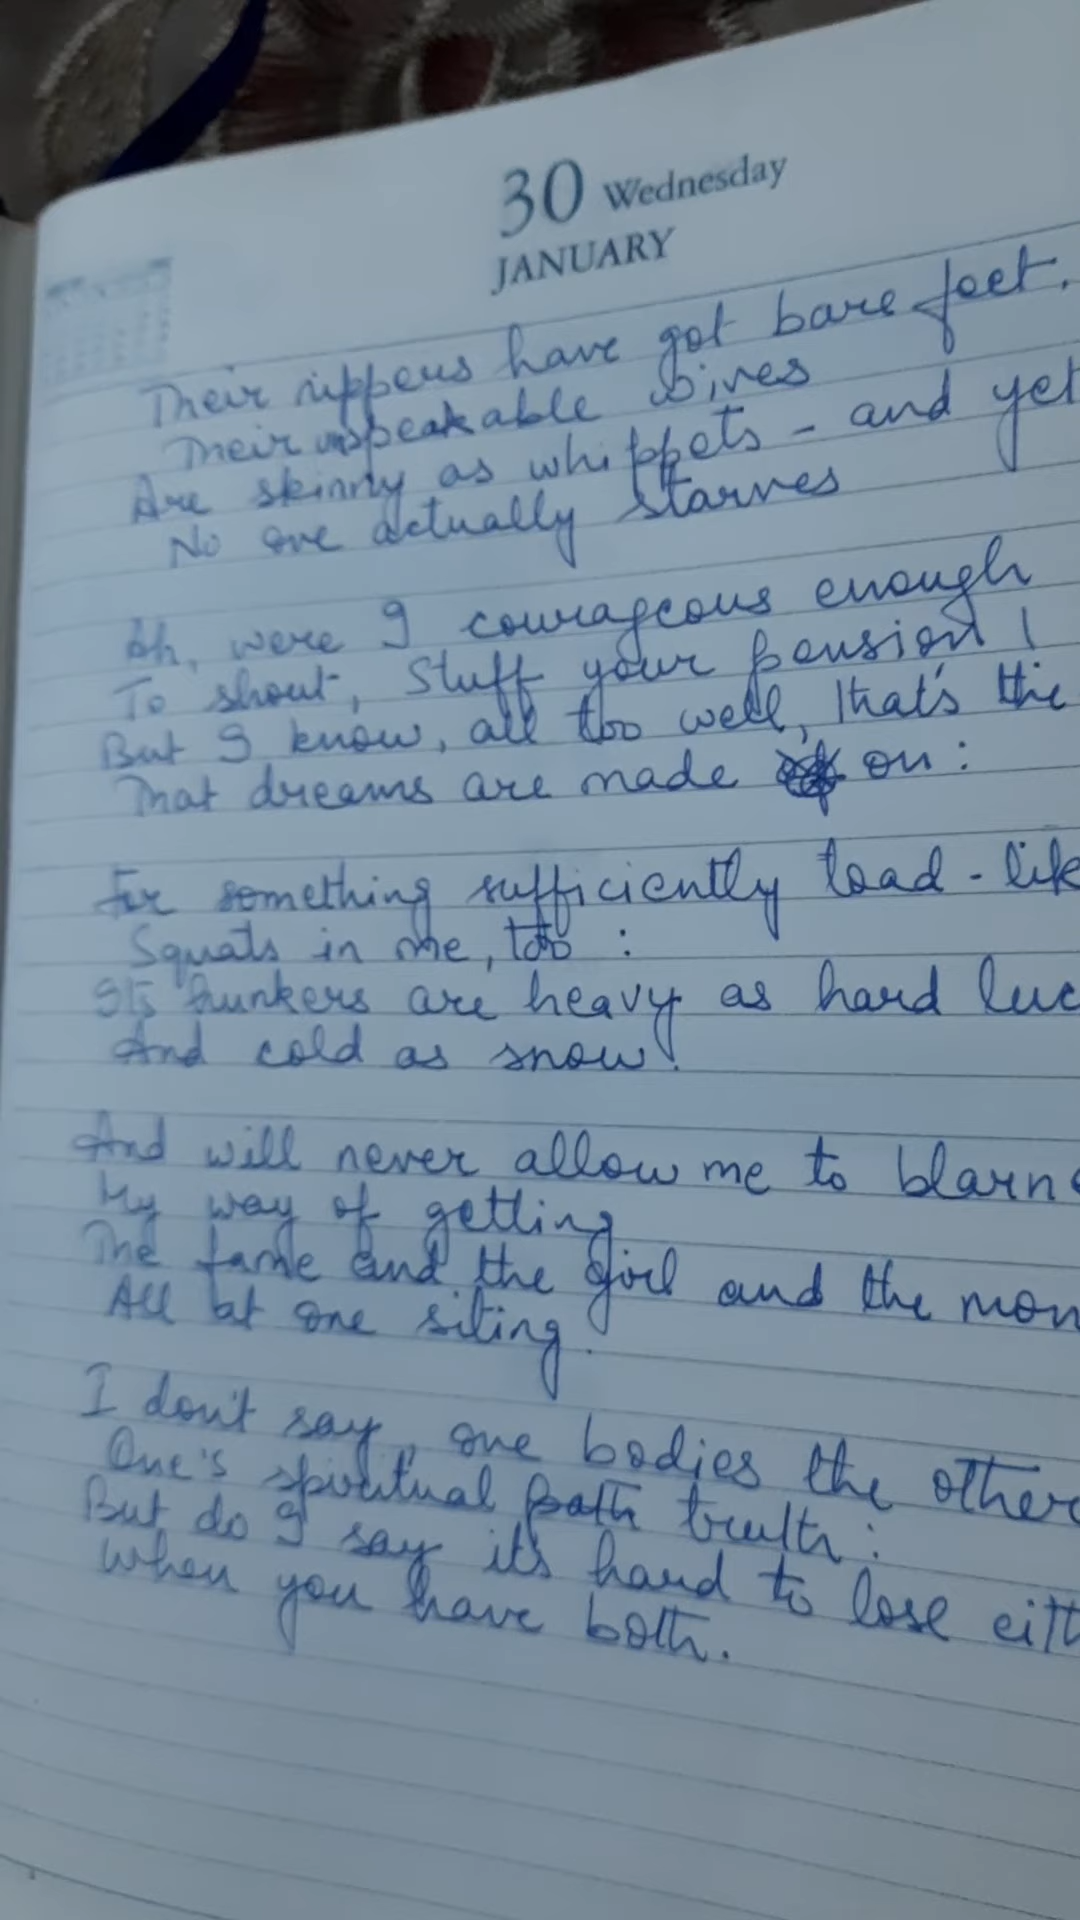 30 Wednesday
JANUARY
Their nippers have got bare feet.
Their unspeakable wives
Are skinny as whippets - and yet
No one actually starves
Ah, were I courageous enough
To shout, Stuff your pension!
But I know, all too well, that's the
That dreams are made on:
For something sufficiently toad-like
Squats in me, too:
Its hunkers are heavy as hard luc
And cold as snow.
And will never allow me to blarne
My way of getting
The fame and the girl and the mon
All at one siting.
I don't say, one bodies the other
One's spiritual path truth:
But do I say it's hard to lose eith
When you have both.